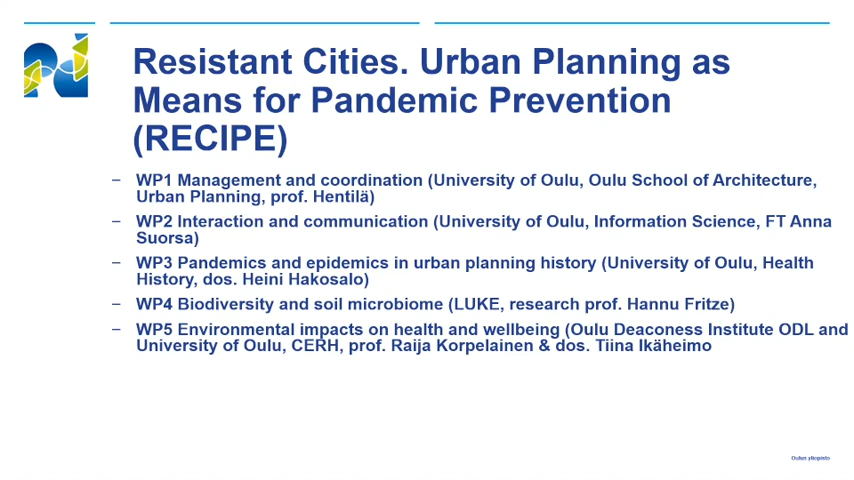 Resistant Cities. Urban Planning as
Means for Pandemic Prevention
(RECIPE)
– WP1 Management and coordination (University of Oulu, Oulu School of Architecture,
Urban Planning, prof. Hentilä)
– WP2 Interaction and communication (University of Oulu, Information Science, FT Anna
Suorsa)
– WP3 Pandemics and epidemics in urban planning history (University of Oulu, Health
History, dos. Heini Hakosalo)
– WP4 Biodiversity and soil microbiome (LUKE, research prof. Hannu Fritze)
– WP5 Environmental impacts on health and wellbeing (Oulu Deaconess Institute ODL and
University of Oulu, CERH, prof. Raija Korpelainen & dos. Tiina Ikäheimo
Oulun yliopisto